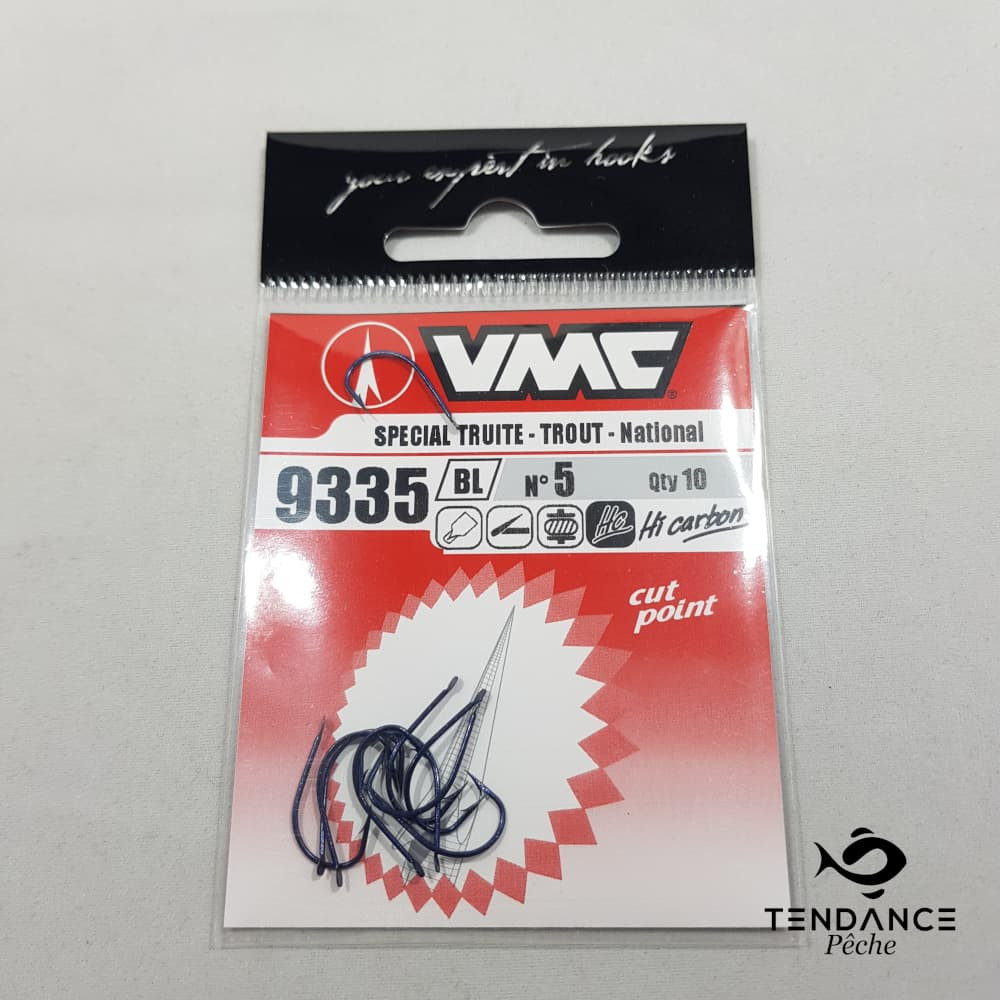 your expert in hooks
VMC®
SPECIAL TRUITE - TROUT - National
9335 BL N° 5 Qty 10
Hc Hi carbon
cut
point
TENDANCE
Pêche